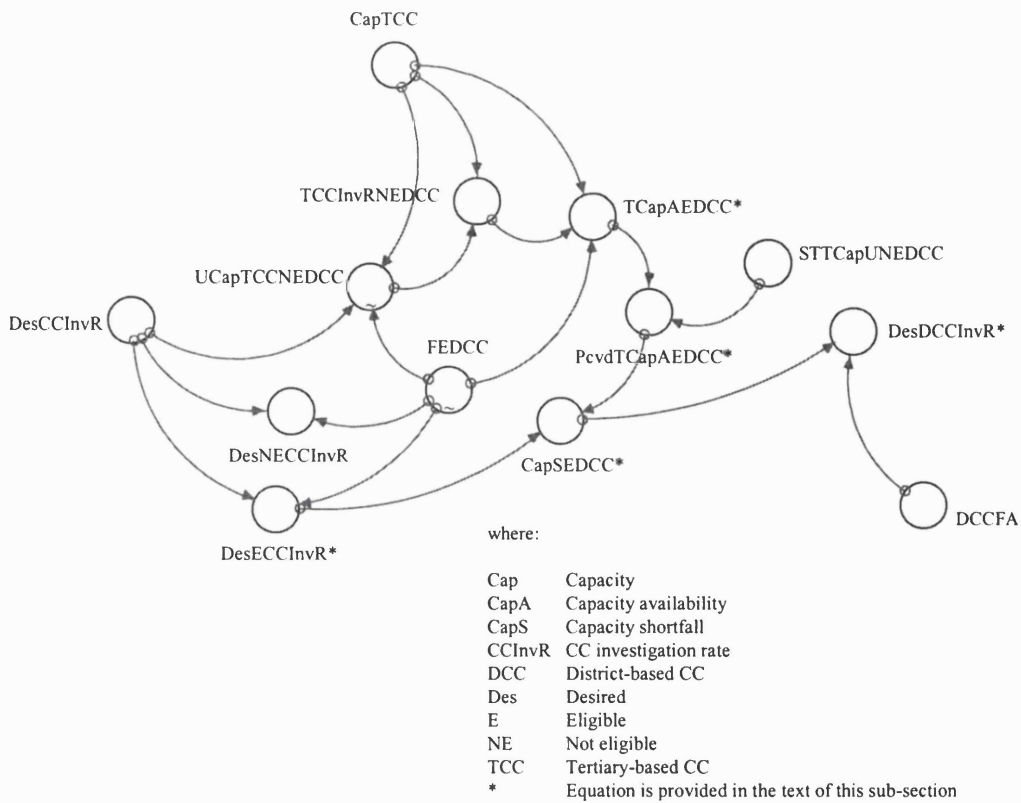 CapTCC
TCCInvRNEDCC
TCapAEDCC*
STTCapUNEDCC
UCapTCCNEDCC
~
DesCCInvR
DesDCCInvR*
FEDCC
PcvdTCapAEDCC*
~
DesNECCInvR
CapSEDCC*
DCCFA
DesECCInvR*
where:
Cap Capacity
CapA Capacity availability
CapS Capacity shortfall
CCInvR CC investigation rate
DCC District-based CC
Des Desired
E Eligible
NE Not eligible
TCC Tertiary-based CC
* Equation is provided in the text of this sub-section